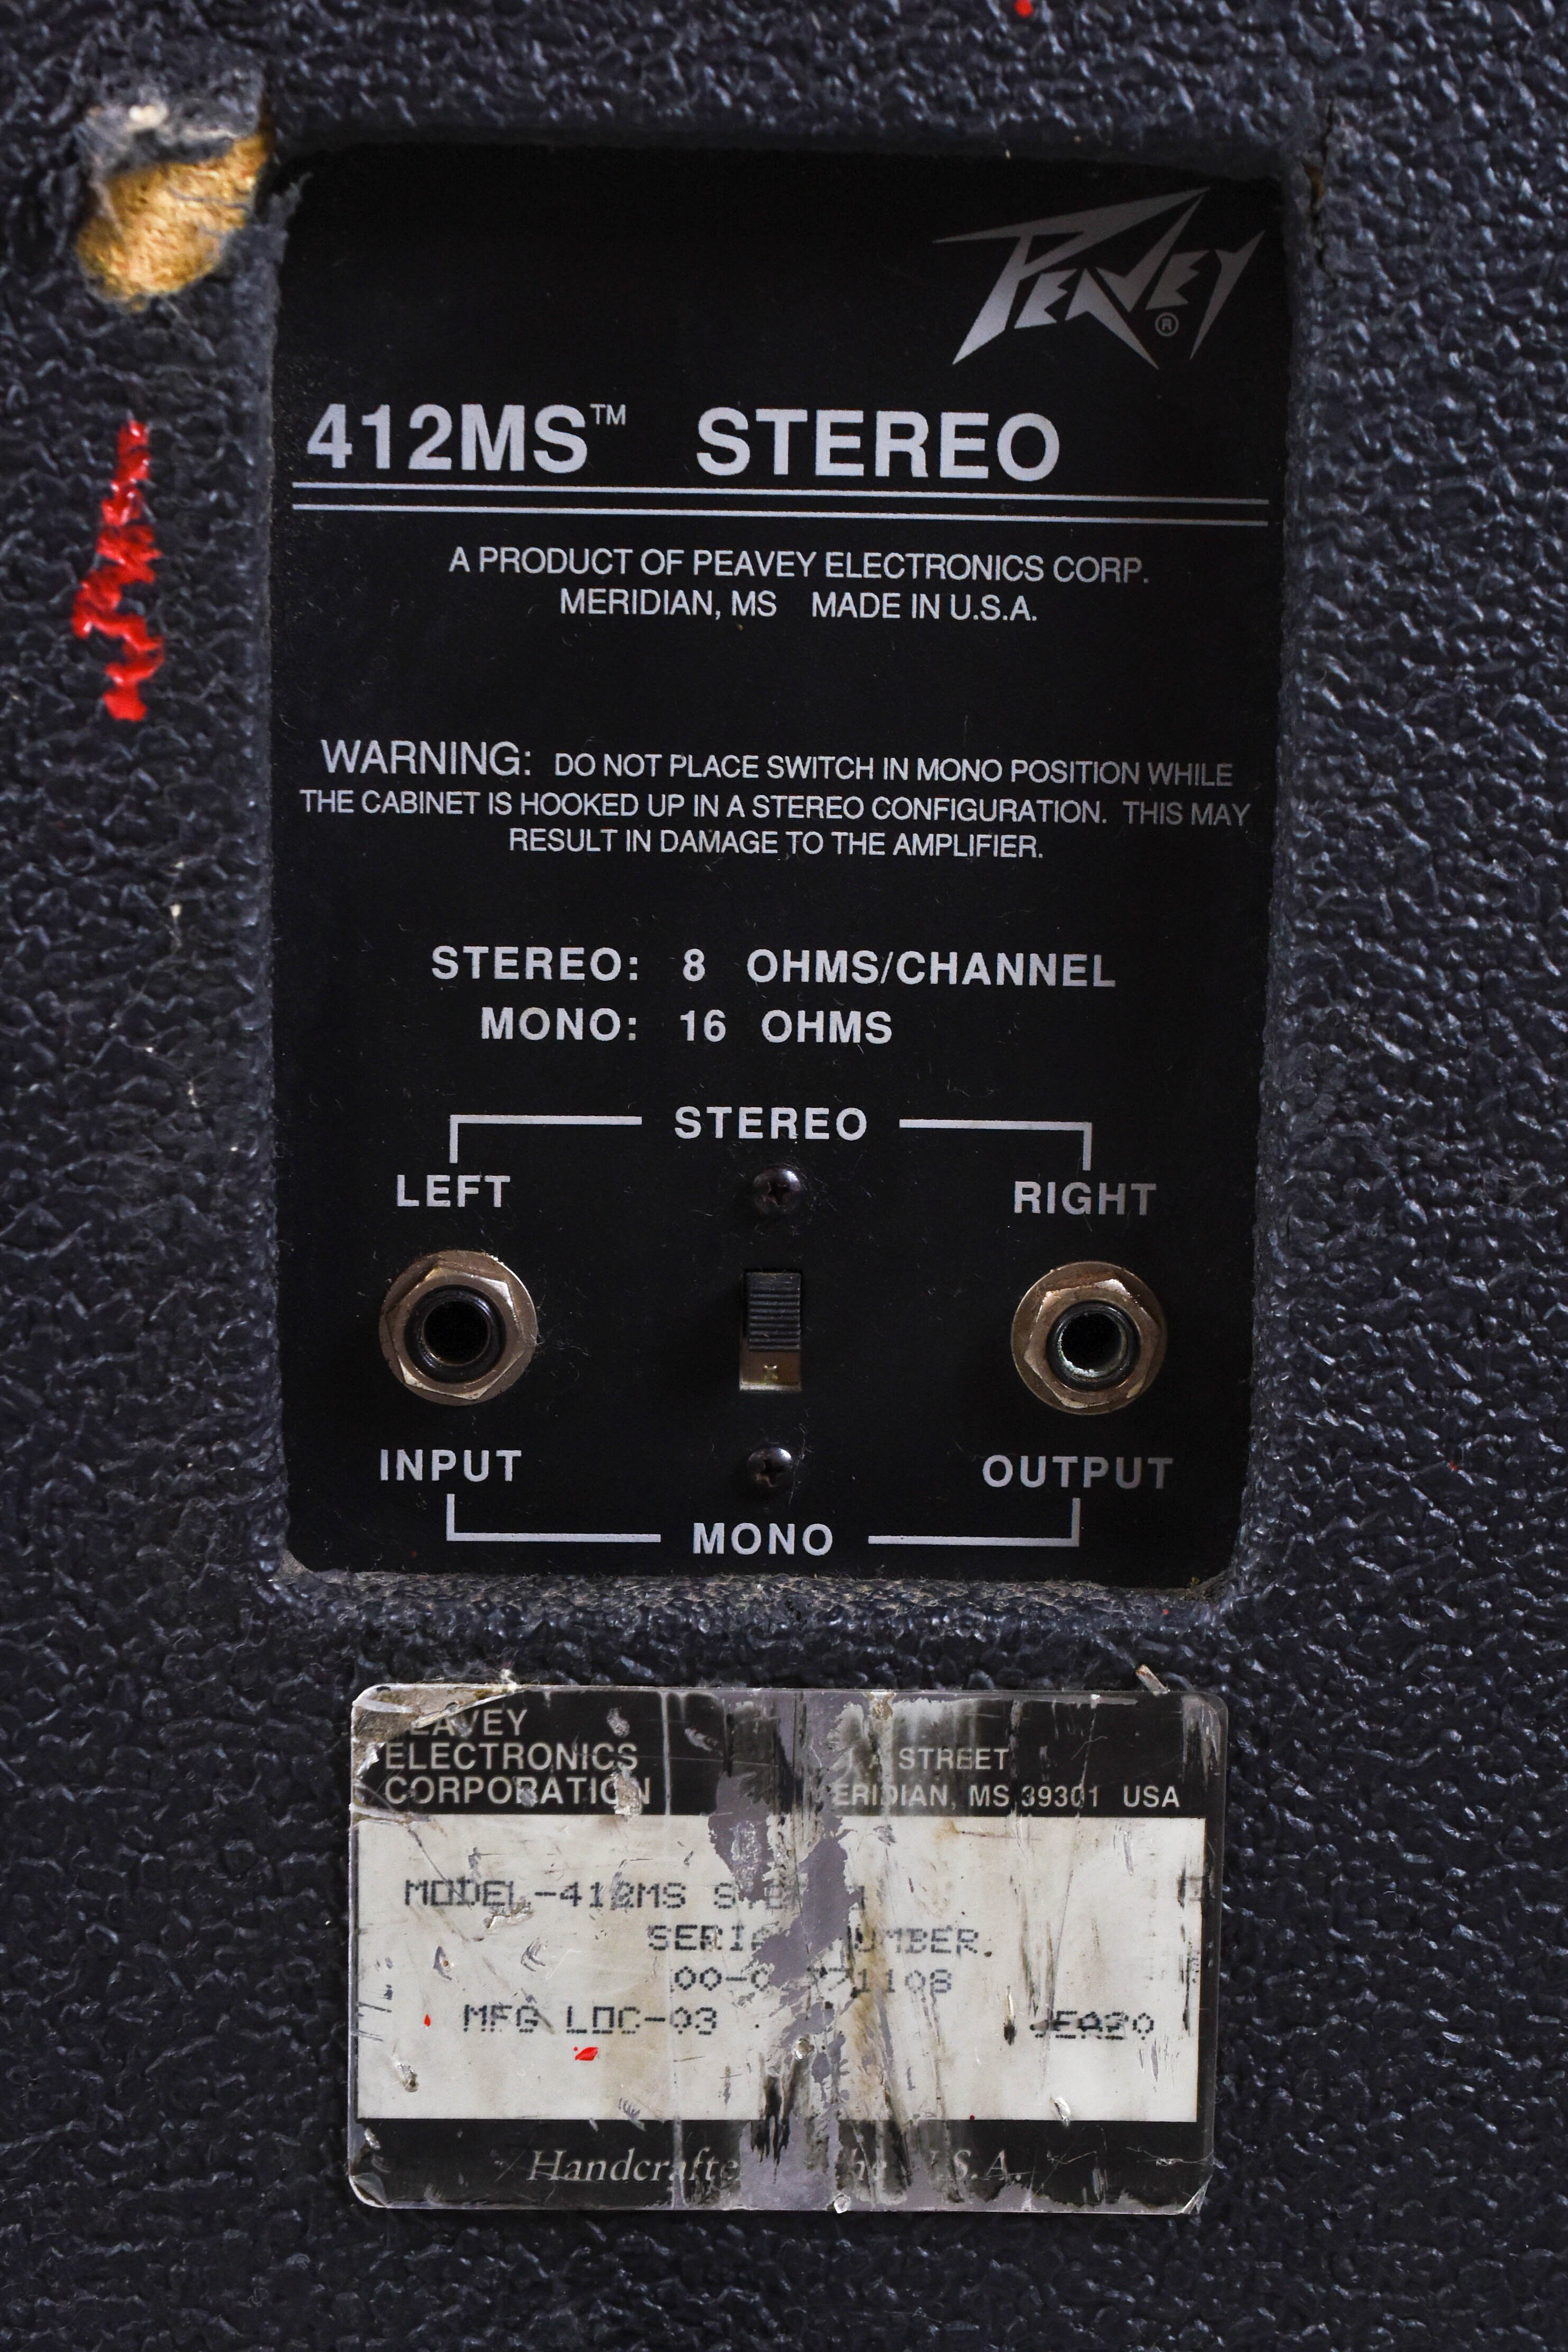 PEAVEY®
412MS™ STEREO
A PRODUCT OF PEAVEY ELECTRONICS CORP.
MERIDIAN, MS MADE IN U.S.A.
WARNING: DO NOT PLACE SWITCH IN MONO POSITION WHILE
THE CABINET IS HOOKED UP IN A STEREO CONFIGURATION. THIS MAY
RESULT IN DAMAGE TO THE AMPLIFIER.
STEREO: 8 OHMS/CHANNEL
MONO: 16 OHMS
STEREO
LEFT RIGHT
INPUT OUTPUT
MONO
ELECTRONICS
CORPORATION
A STREET
MS 39301 USA
MODEL-412MS
MFG LOC-03